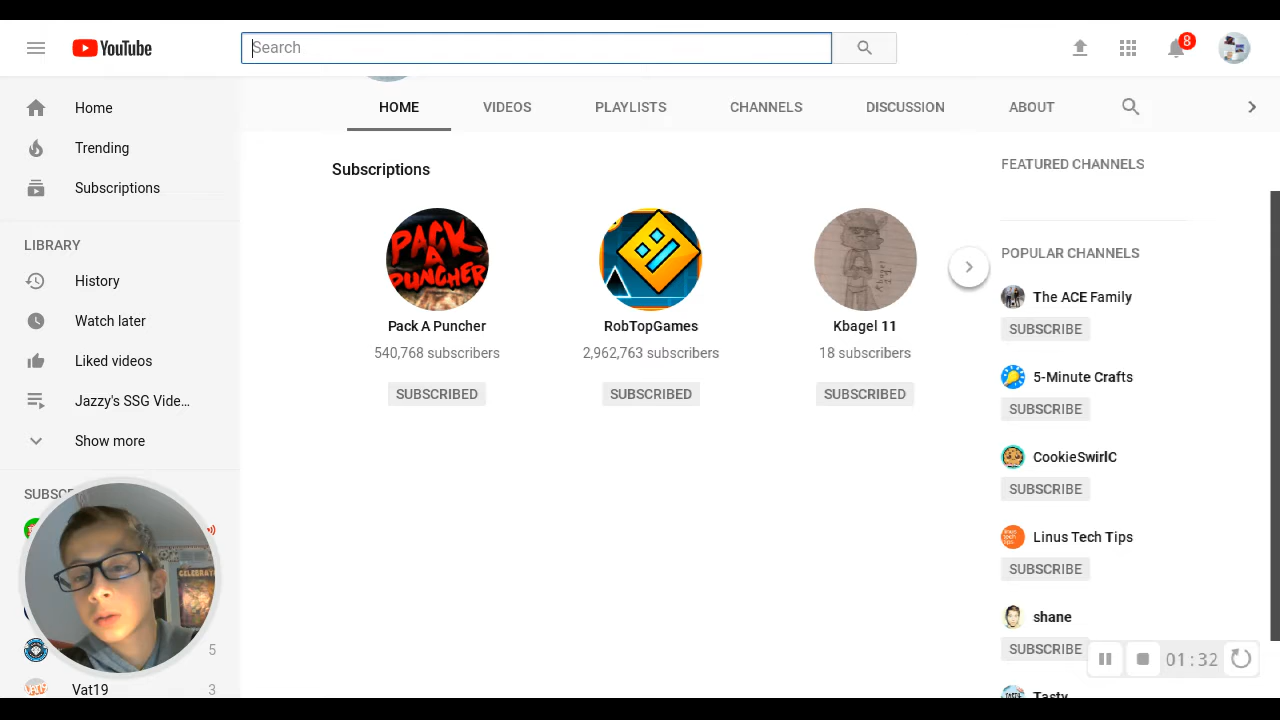 YouTube
Search
8
HOME
VIDEOS
PLAYLISTS
CHANNELS
DISCUSSION
ABOUT
Home
Trending
Subscriptions
LIBRARY
History
Watch later
Liked videos
Jazzy's SSG Vide...
Show more
Vat19
5
3
Subscriptions
PACK
A
PUNCHER
Pack A Puncher
540,768 subscribers
SUBSCRIBED
RobTopGames
2,962,763 subscribers
SUBSCRIBED
Kbagel 11
18 subscribers
SUBSCRIBED
FEATURED CHANNELS
POPULAR CHANNELS
The ACE Family
SUBSCRIBE
5-Minute Crafts
SUBSCRIBE
CookieSwirlC
SUBSCRIBE
Linus Tech Tips
SUBSCRIBE
shane
SUBSCRIBE
Tasty
01:32